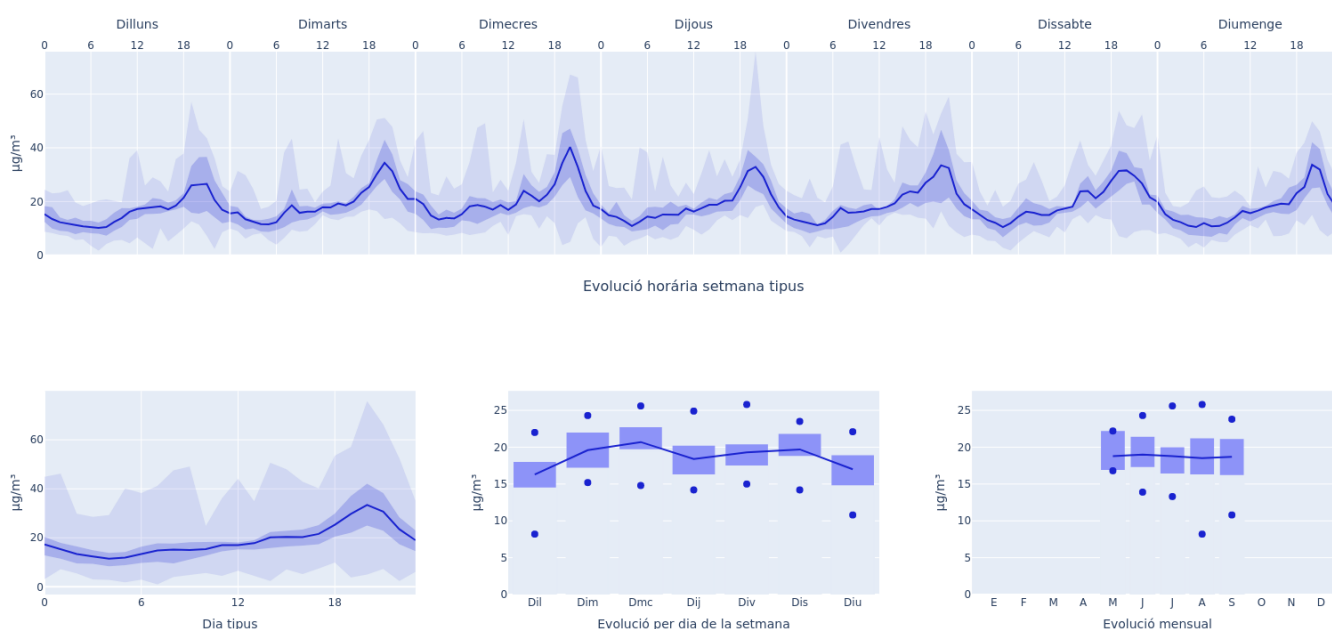 Dilluns Dimarts Dimecres Dijous Divendres Dissabte Diumenge
0 6 12 18 0 6 12 18 0 6 12 18 0 6 12 18 0 6 12 18 0 6 12 18 0 6 12 18
60
40
20
0
µg/m³
Evolució horária setmana tipus
60
40
20
0
µg/m³
0 6 12 18
Dia tipus
25
20
15
10
5
0
µg/m³
Dil Dim Dmc Dij Div Dis Diu
Evolució per dia de la setmana
25
20
15
10
5
0
µg/m³
E F M A M J J A S O N D
Evolució mensual